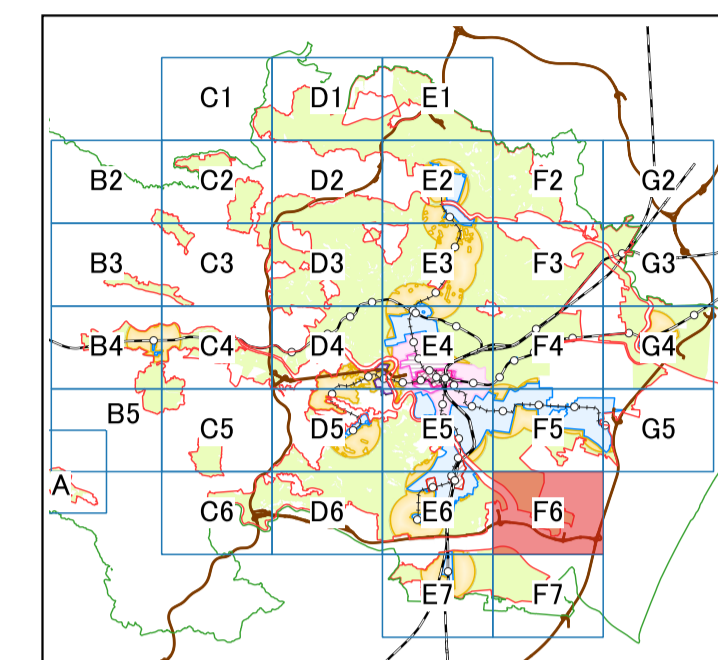 C1 D1 E1
B2 C2 D2 E2 F2 G2
B3 C3 D3 E3 F3 G3
B4 C4 D4 E4 F4 G4
B5 C5 D5 E5 F5 G5
A C6 D6 E6 F6
E7 F7